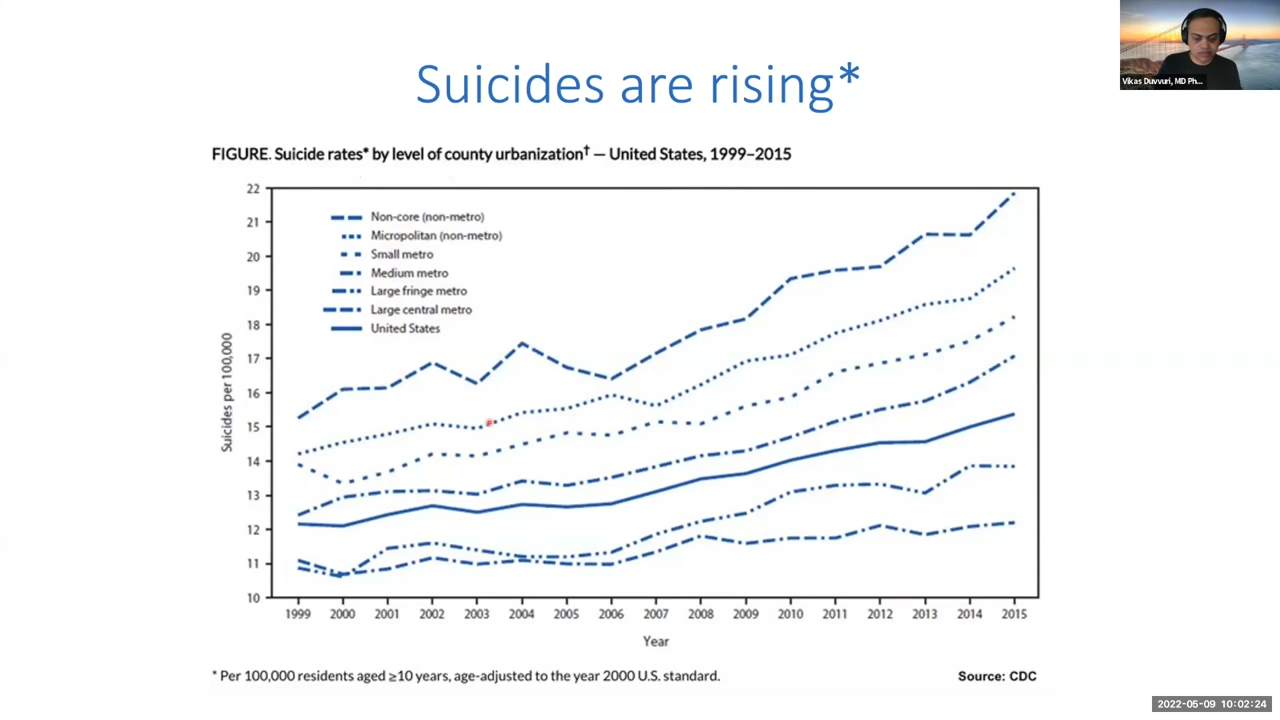 Vikas Duvvuri, MD Ph...
Suicides are rising*
FIGURE. Suicide rates* by level of county urbanization† — United States, 1999–2015
22
21
20
19
18
17
16
15
14
13
12
11
10
Suicides per 100,000
Non-core (non-metro)
Micropolitan (non-metro)
Small metro
Medium metro
Large fringe metro
Large central metro
United States
1999 2000 2001 2002 2003 2004 2005 2006 2007 2008 2009 2010 2011 2012 2013 2014 2015
Year
* Per 100,000 residents aged ≥10 years, age-adjusted to the year 2000 U.S. standard.
Source: CDC
2022-05-09 10:02:24